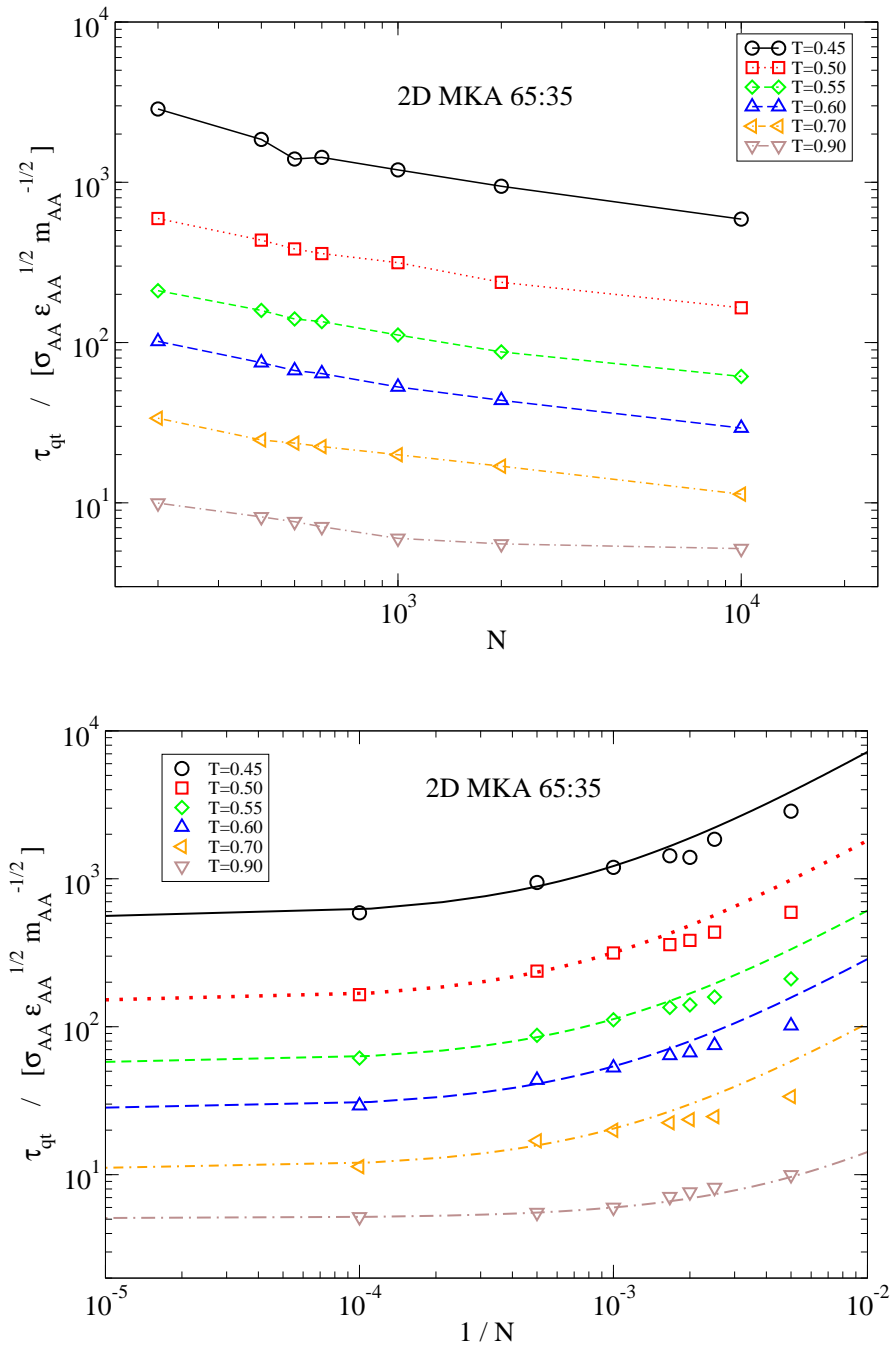 10^4
10^3
10^2
10^1
τ_qt / [σ_AA ε_AA^1/2 m_AA^-1/2]
2D MKA 65:35
T=0.45
T=0.50
T=0.55
T=0.60
T=0.70
T=0.90
10^3
10^4
N
10^4
10^3
10^2
10^1
τ_qt / [σ_AA ε_AA^1/2 m_AA^-1/2]
T=0.45
T=0.50
T=0.55
T=0.60
T=0.70
T=0.90
2D MKA 65:35
10^-5
10^-4
10^-3
10^-2
1 / N